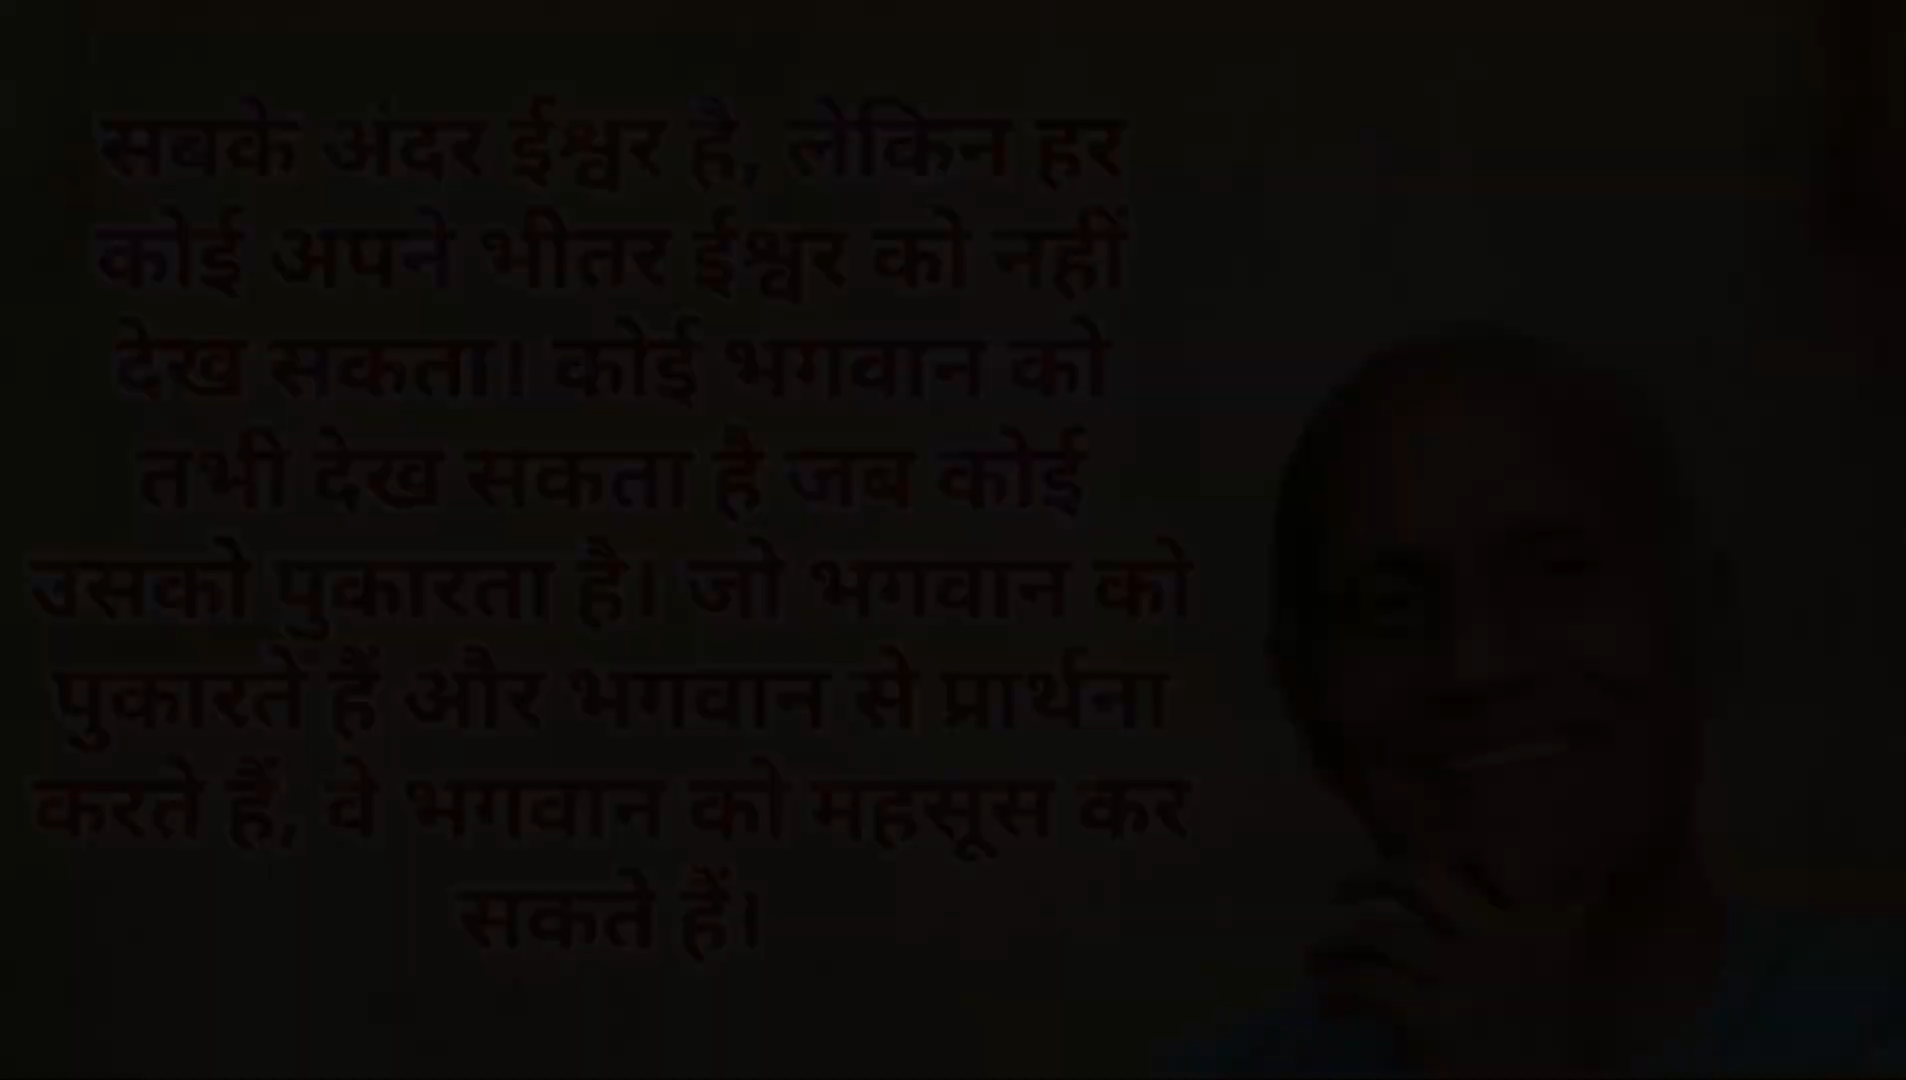 सबके अंदर ईश्वर है, लेकिन हर
कोई अपने भीतर ईश्वर को नहीं
देख सकता। कोई भगवान को
तभी देख सकता है जब कोई
उसको पुकारता है। जो भगवान को
पुकारते हैं और भगवान से प्रार्थना
करते हैं, वे भगवान को महसूस कर
सकते हैं।